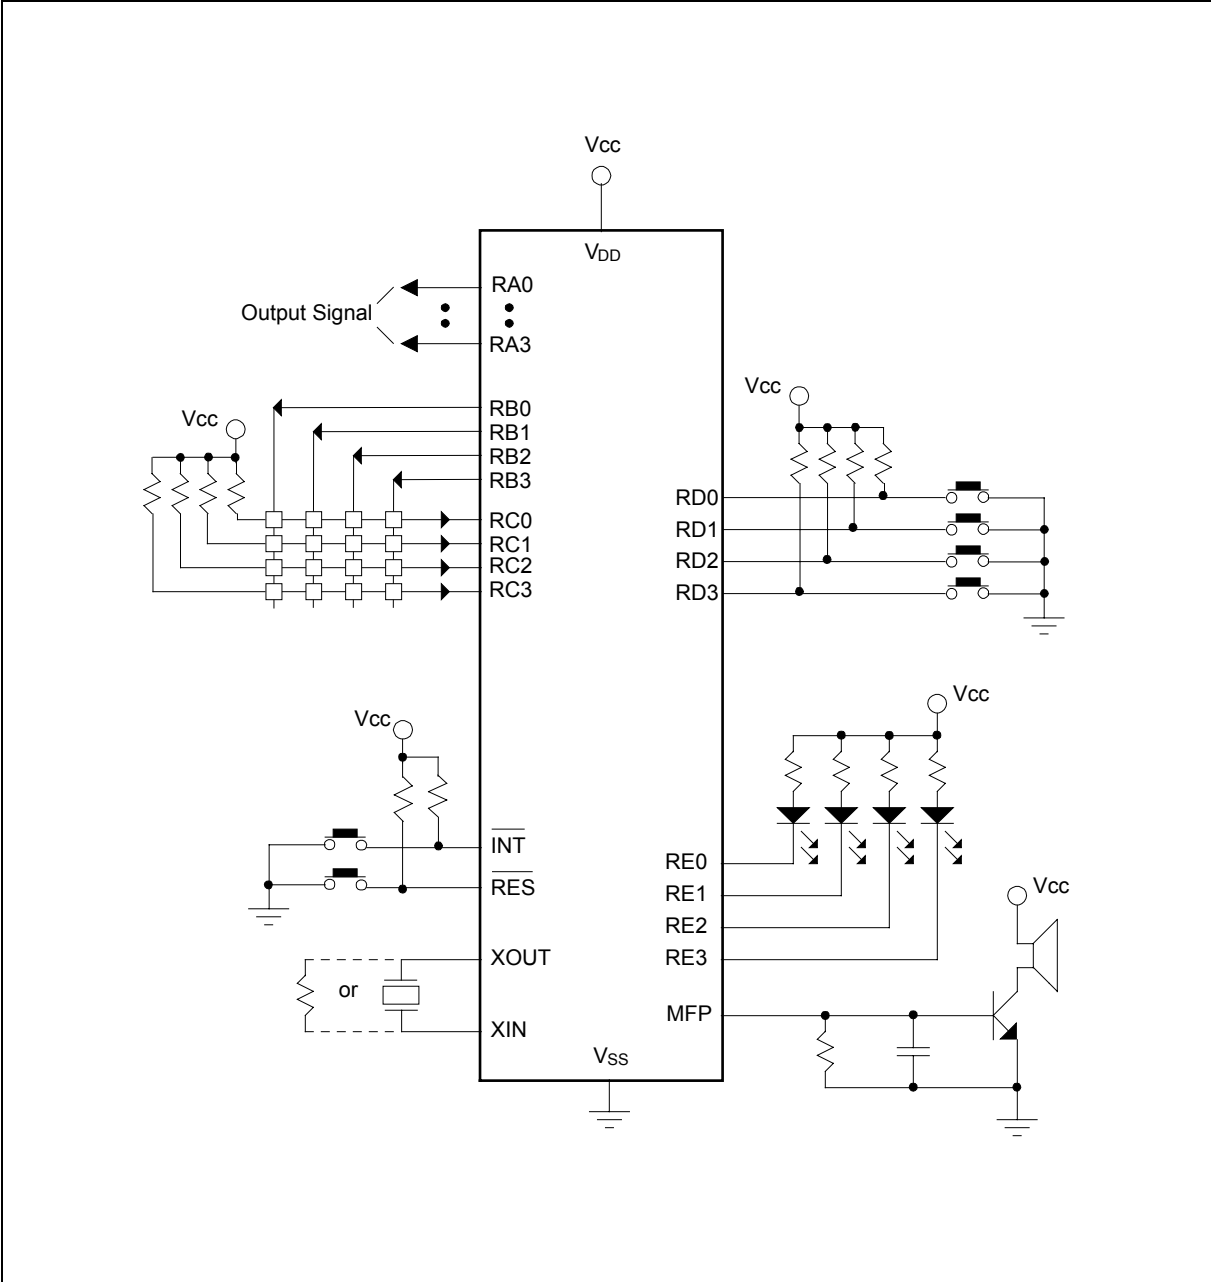 Vcc
VDD
RA0
Output Signal
RA3
RB0
Vcc
RB1
RB2
RB3
RC0
RC1
RC2
RC3
Vcc
RD0
RD1
RD2
RD3
Vcc
INT
RES
XOUT
or
XIN
Vcc
RE0
RE1
RE2
RE3
Vcc
MFP
VSS